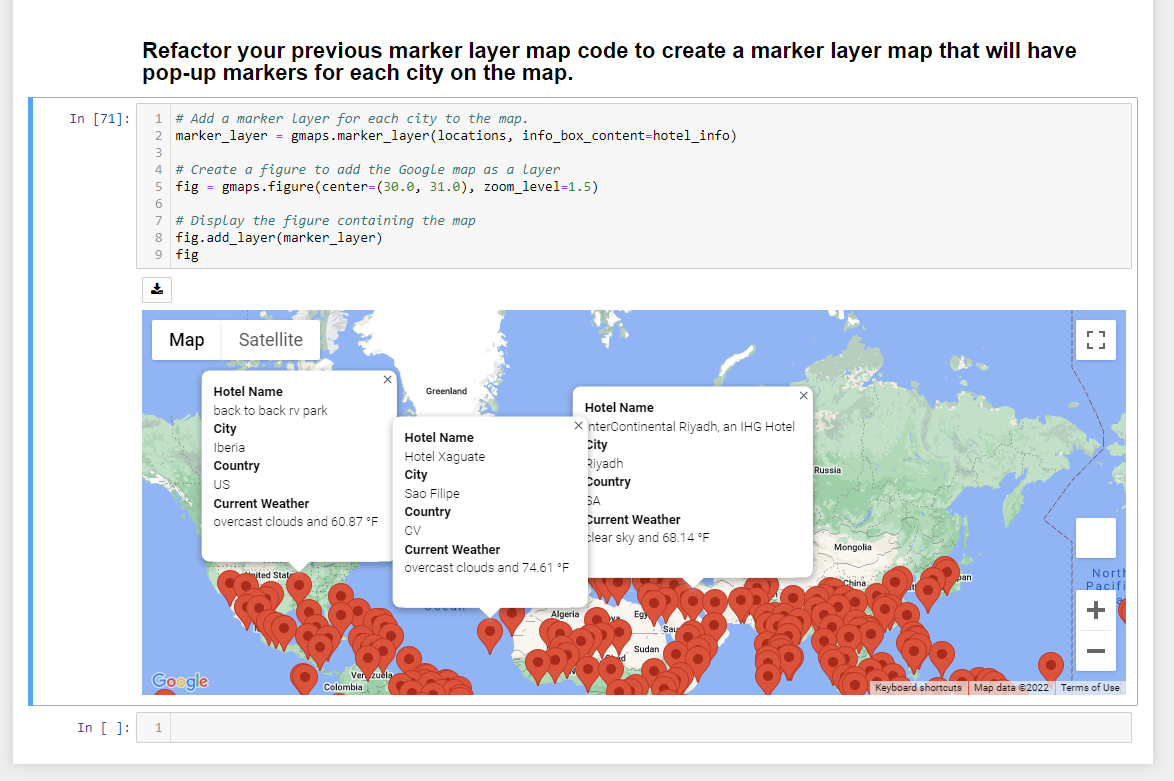 Refactor your previous marker layer map code to create a marker layer map that will have
pop-up markers for each city on the map.
In [71]:
1 # Add a marker layer for each city to the map.
2 marker_layer = gmaps.marker_layer(locations, info_box_content=hotel_info)
3
4 # Create a figure to add the Google map as a layer
5 fig = gmaps.figure(center=(30.0, 31.0), zoom_level=1.5)
6
7 # Display the figure containing the map
8 fig.add_layer(marker_layer)
9 fig
Map Satellite
Greenland
Hotel Name
back to back rv park
City
Iberia
Country
US
Current Weather
overcast clouds and 60.87 °F
Hotel Name
Hotel Xaguate
City
Sao Filipe
Country
CV
Current Weather
overcast clouds and 74.61 °F
Hotel Name
nterContinental Riyadh, an IHG Hotel
City
Riyadh
Country
SA
Current Weather
clear sky and 68.14 °F
Russia
Mongolia
North
Pacifi
China
Ocean
Algeria
Sudan
Colombia
Google
Keyboard shortcuts Map data ©2022 Terms of Use
In [ ]:
1